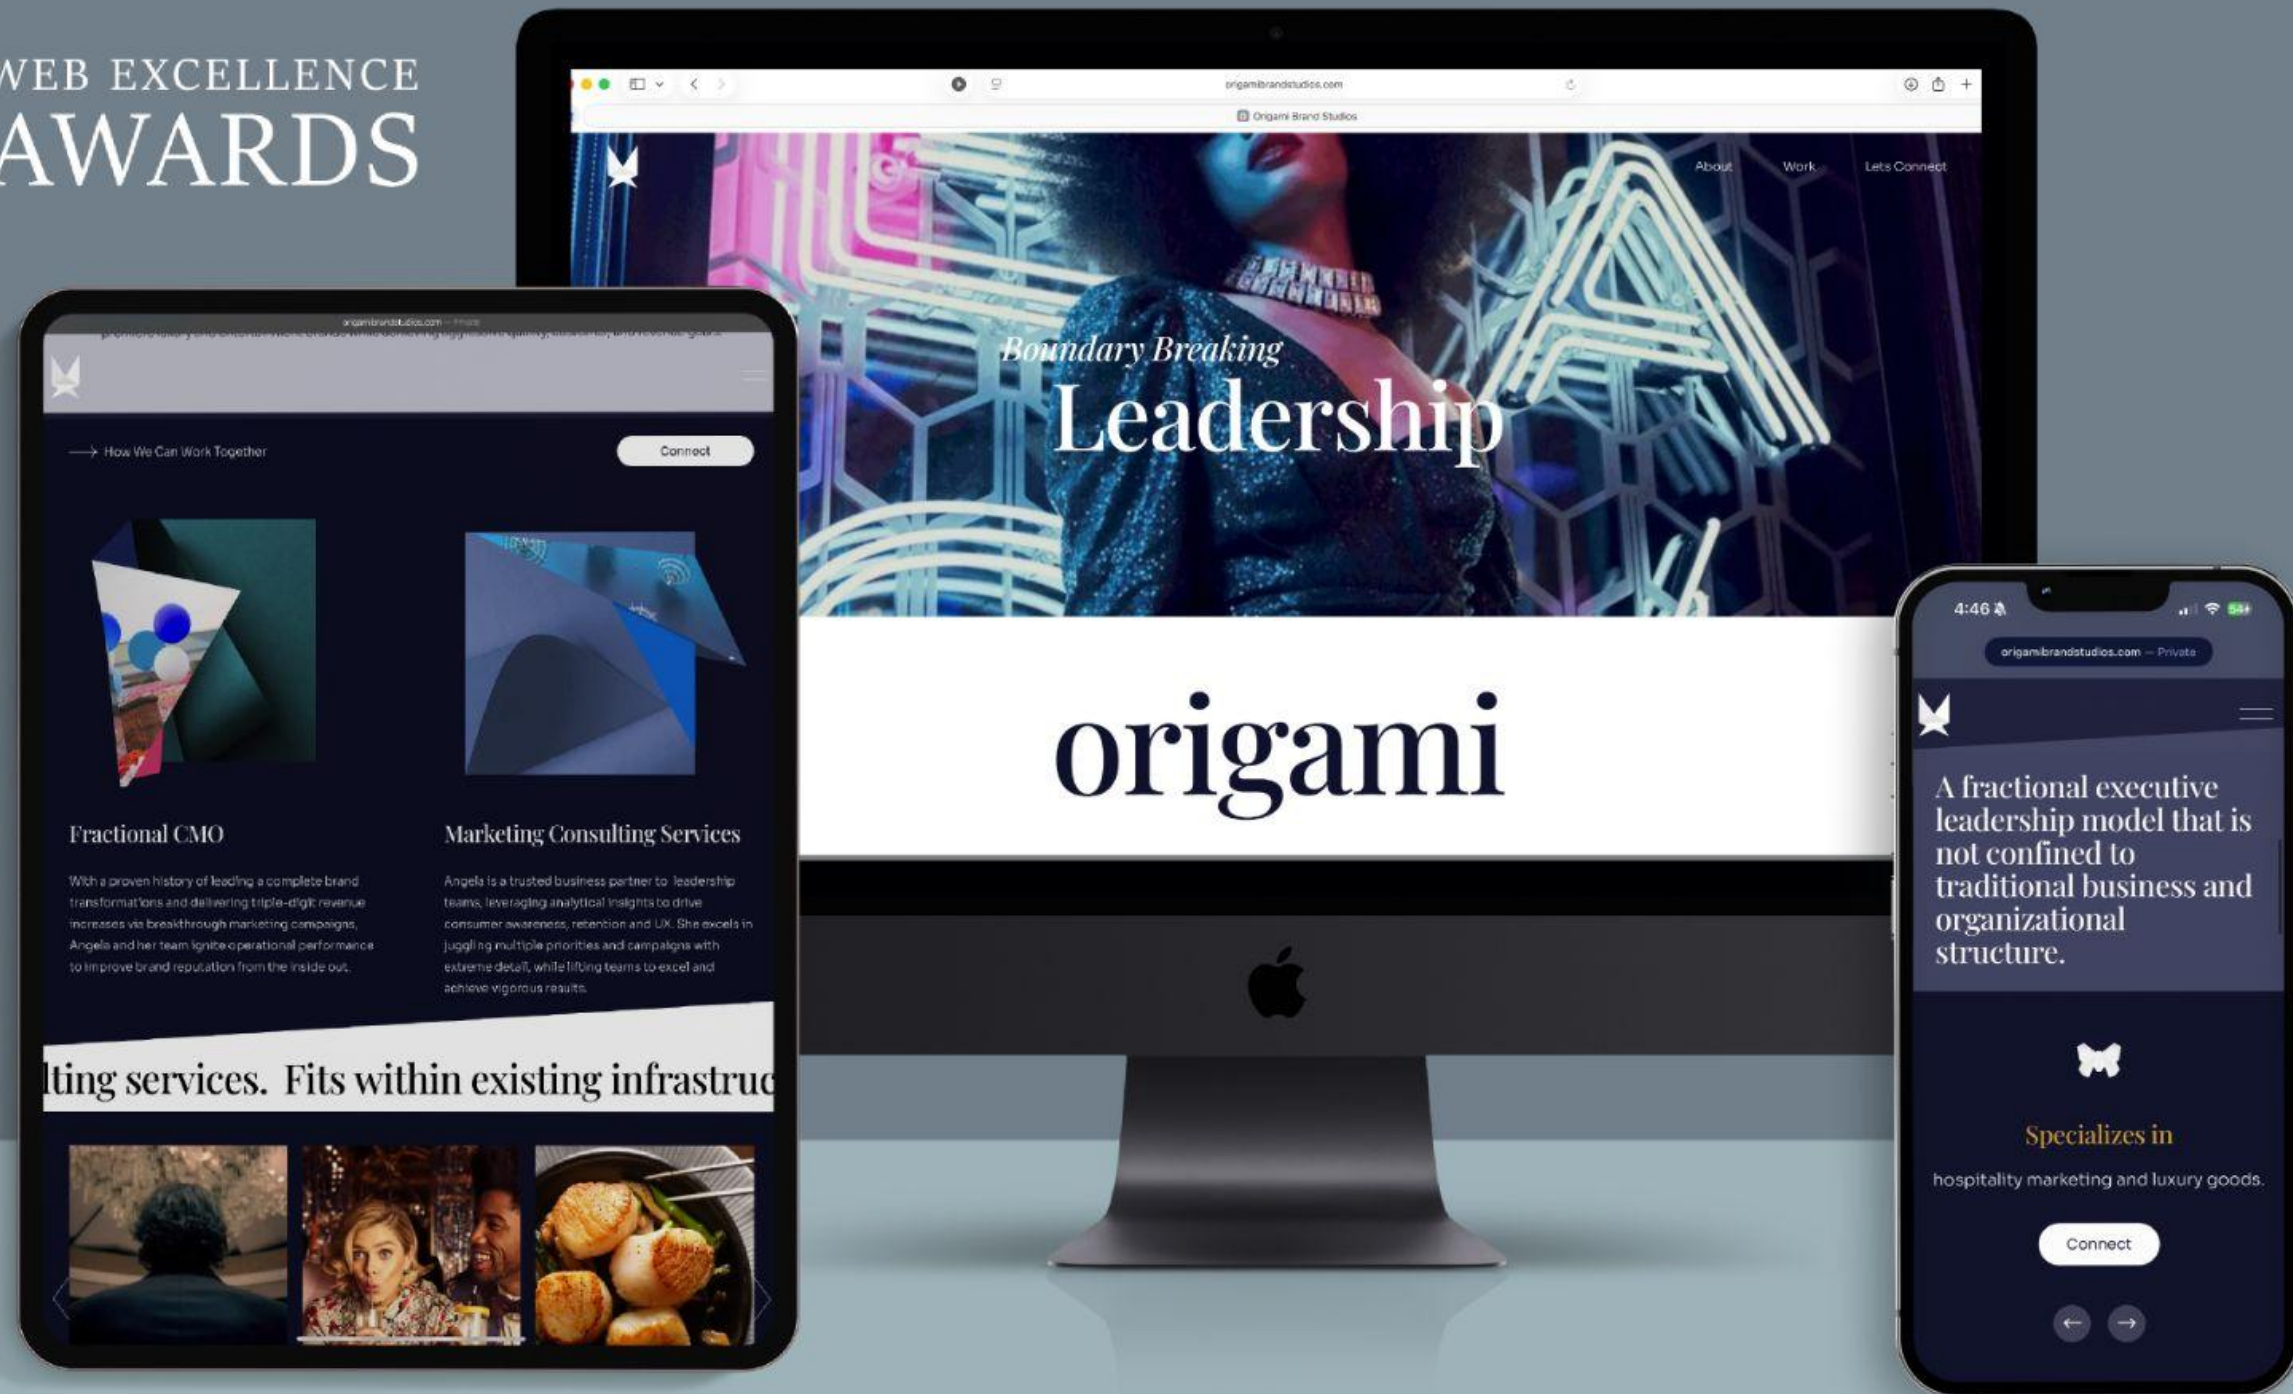 WEB EXCELLENCE
AWARDS
origamibrandstudios.com
Origami Brand Studios
About
Work
Lets Connect
Boundary Breaking
Leadership
origami
origamibrandstudios.com — Private
How We Can Work Together
Connect
Fractional CMO
With a proven history of leading a complete brand
transformations and delivering triple-digit revenue
increases via breakthrough marketing campaigns,
Angela and her team ignite operational performance
to improve brand reputation from the inside out.
Marketing Consulting Services
Angela is a trusted business partner to leadership
teams, leveraging analytical insights to drive
consumer awareness, retention and UX. She excels in
juggling multiple priorities and campaigns with
extreme detail, while lifting teams to excel and
achieve vigorous results.
lting services. Fits within existing infrastruc
4:46
54
origamibrandstudios.com — Private
A fractional executive
leadership model that is
not confined to
traditional business and
organizational
structure.
Specializes in
hospitality marketing and luxury goods.
Connect